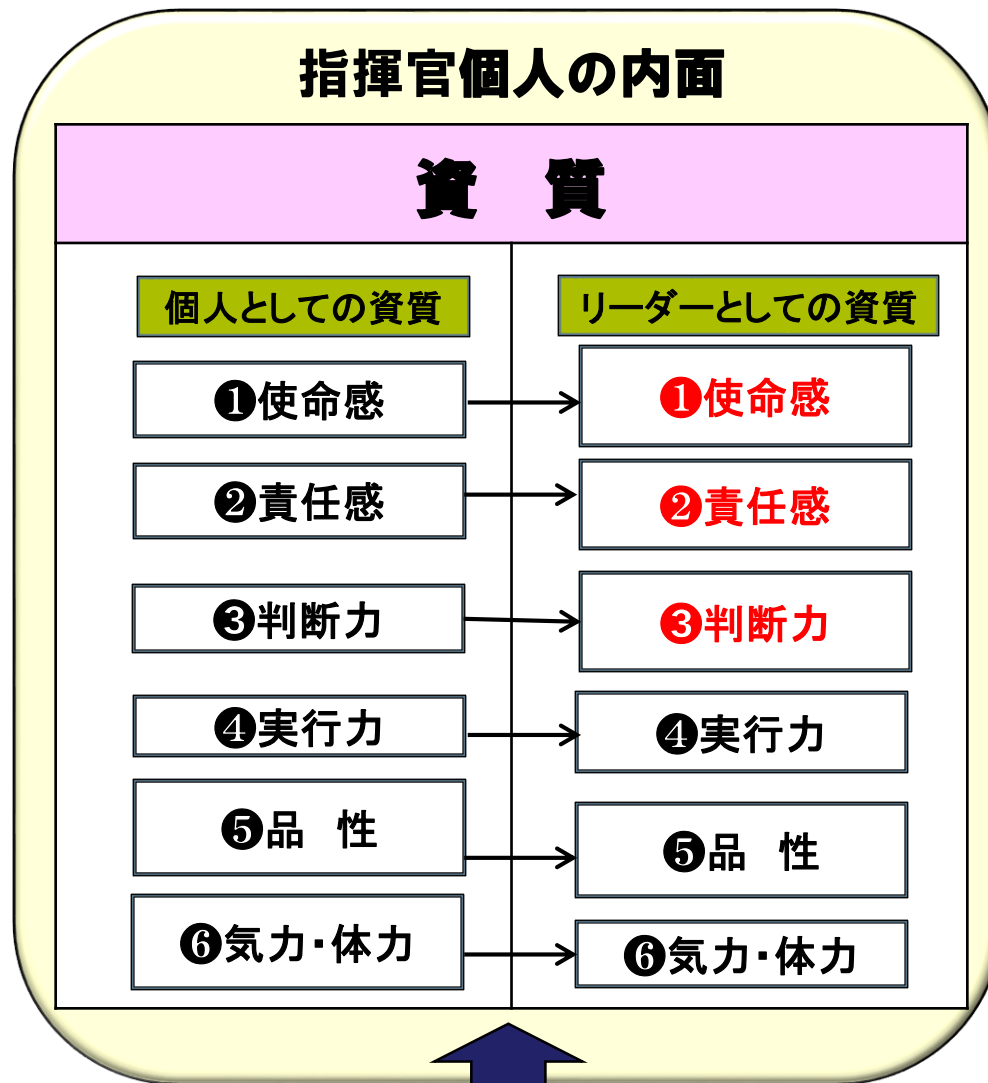 指揮官個人の内面
資　質
個人としての資質
リーダーとしての資質
❶使命感
❶使命感
❷責任感
❷責任感
❸判断力
❸判断力
❹実行力
❹実行力
❺品　性
❺品　性
❻気力・体力
❻気力・体力